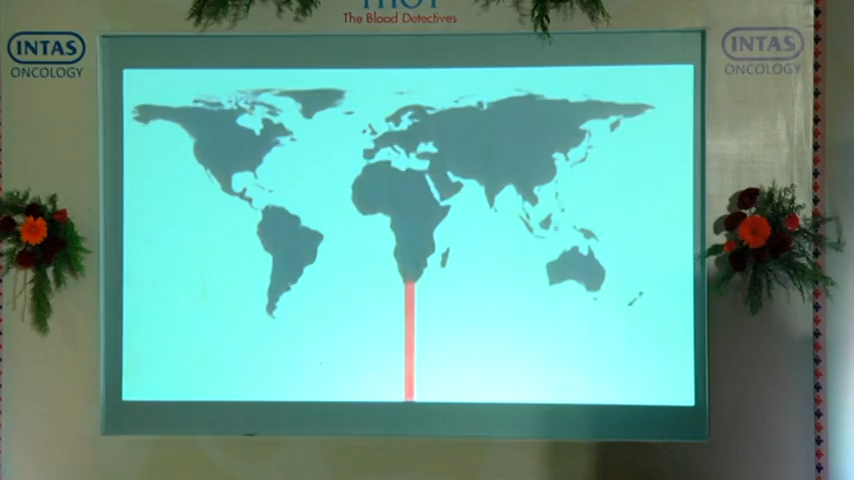 The Blood Detectives
INTAS
ONCOLOGY
INTAS
ONCOLOGY